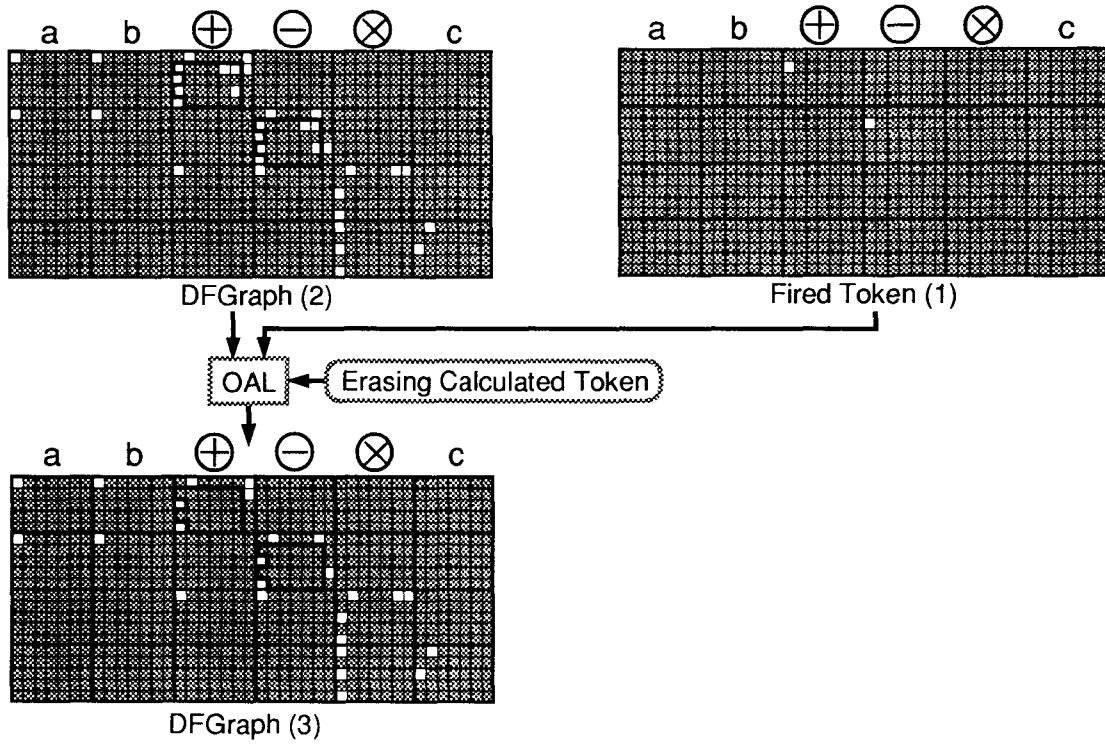 a b ⊕ ⊖ ⊗ c
a b ⊕ ⊖ ⊗ c
DFGraph (2)
Fired Token (1)
OAL
Erasing Calculated Token
a b ⊕ ⊖ ⊗ c
DFGraph (3)